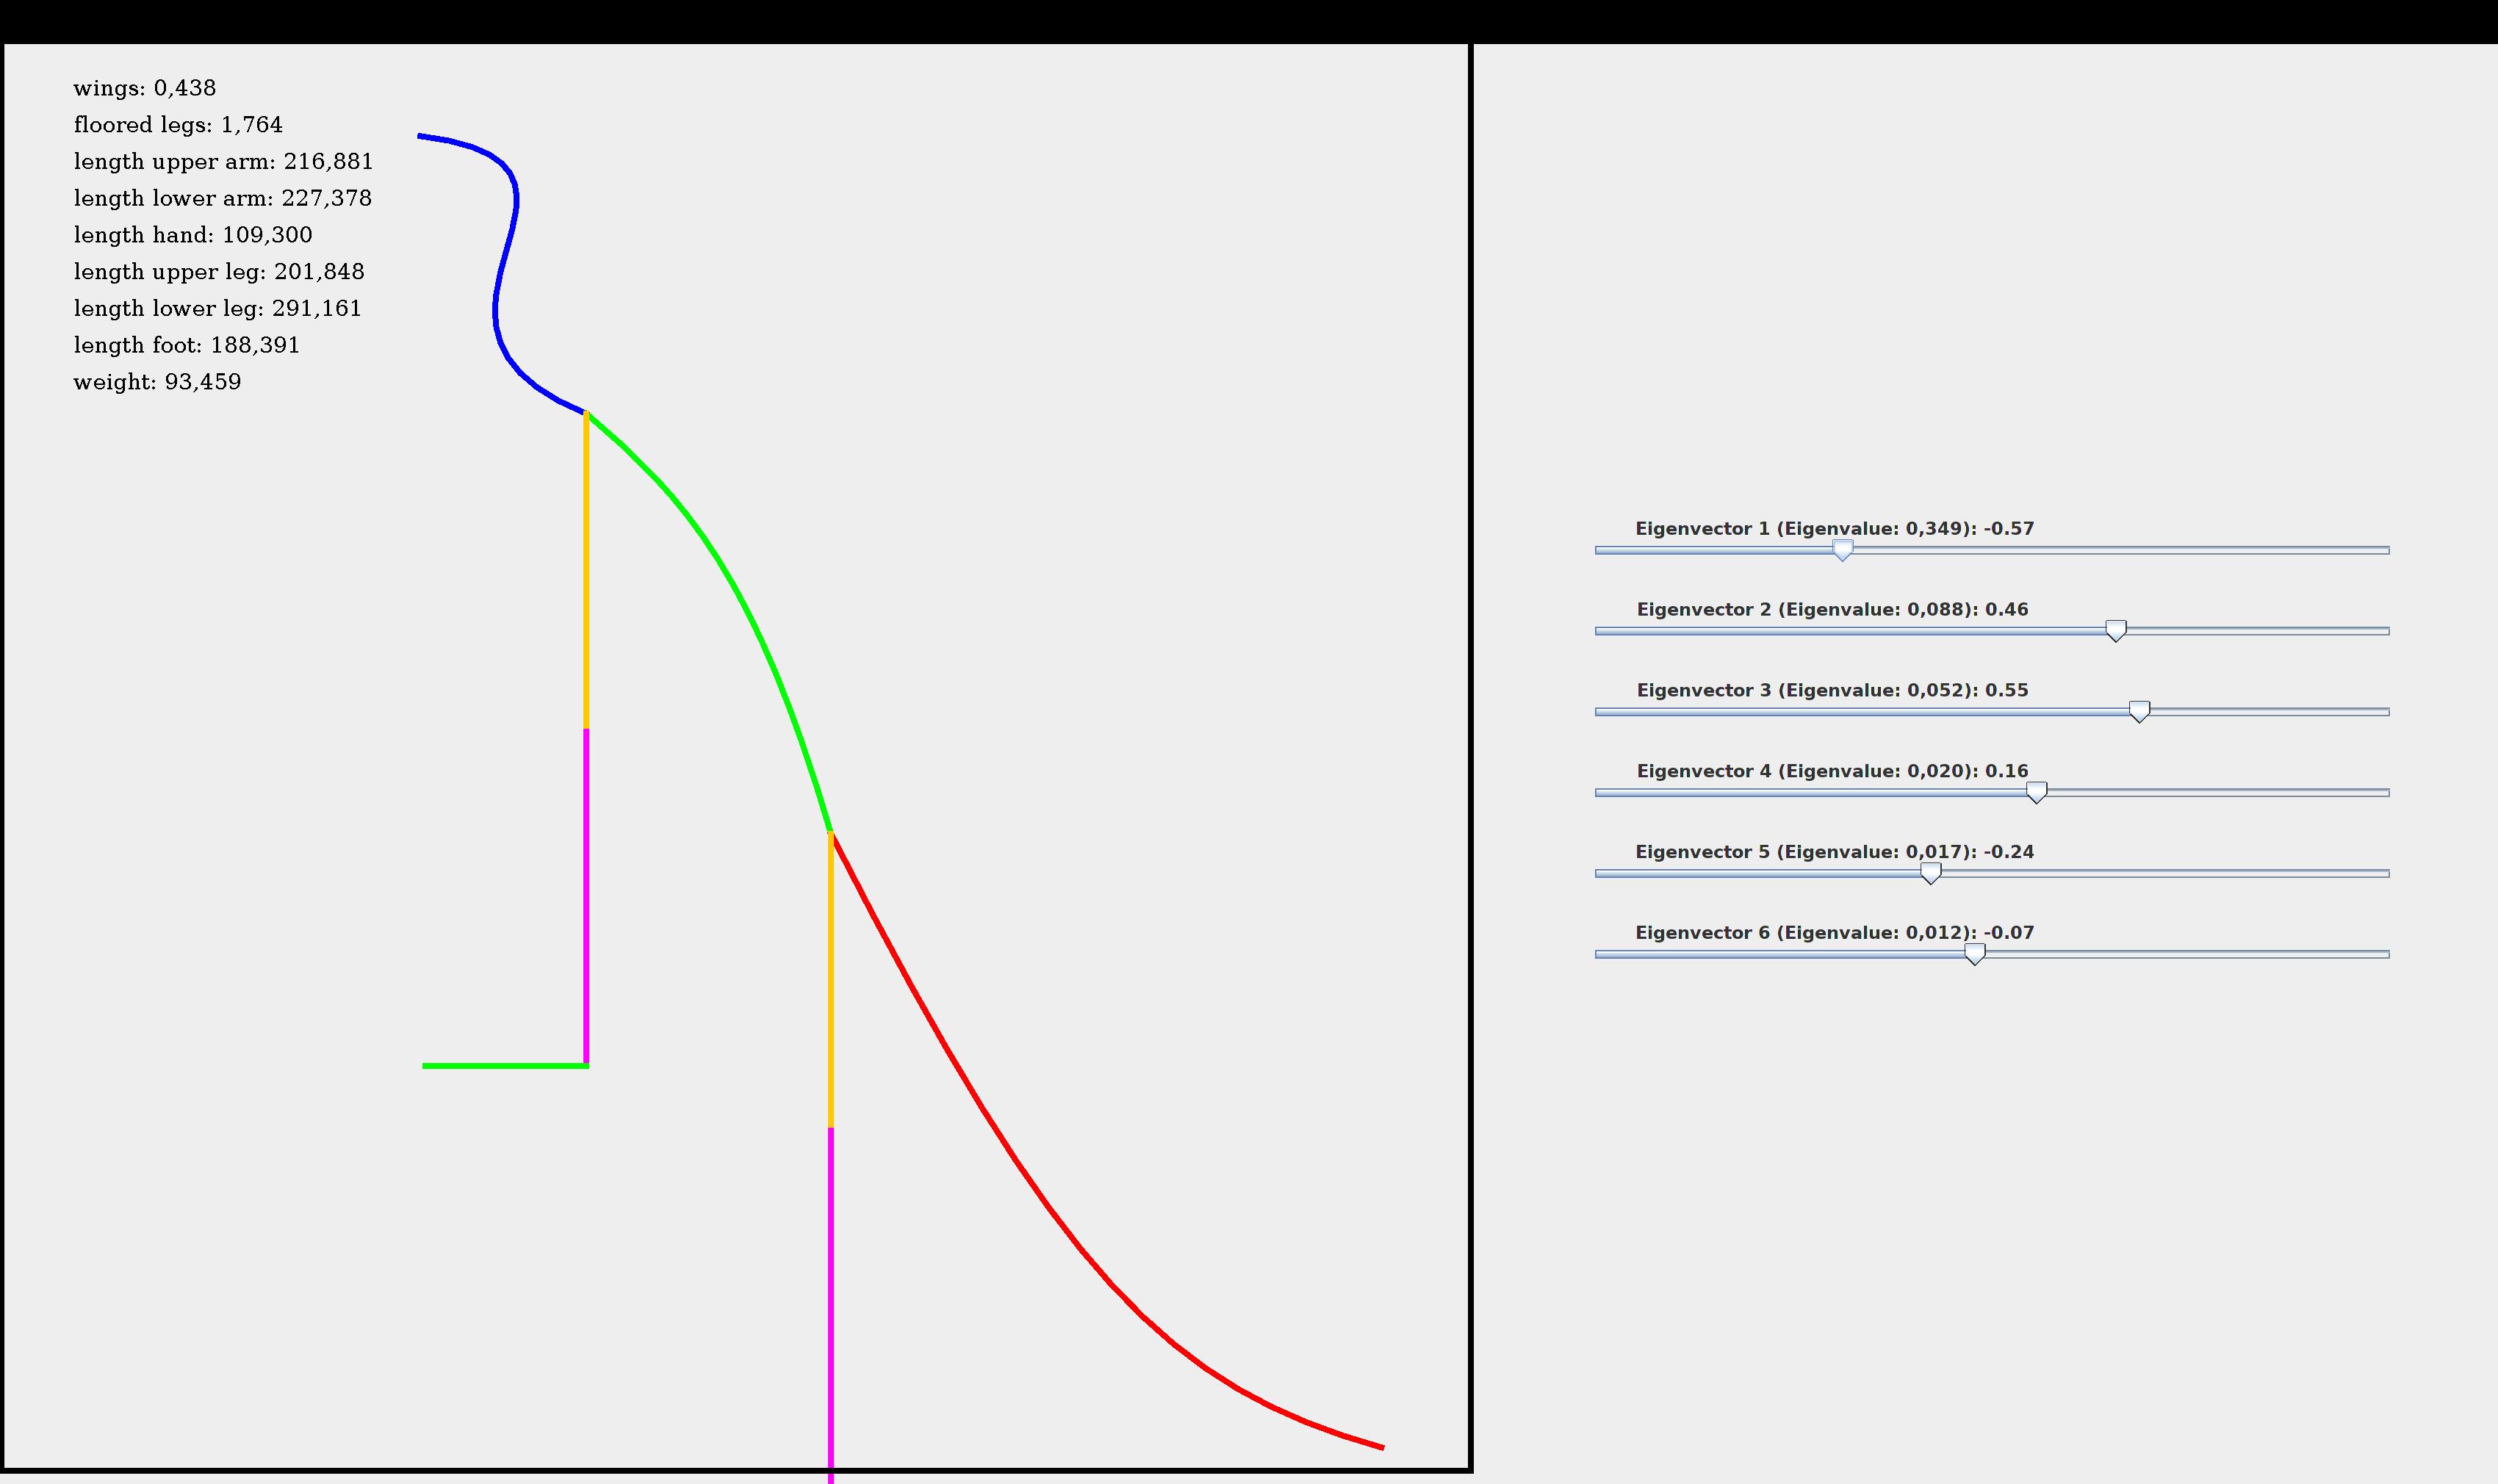 wings: 0,438
floored legs: 1,764
length upper arm: 216,881
length lower arm: 227,378
length hand: 109,300
length upper leg: 201,848
length lower leg: 291,161
length foot: 188,391
weight: 93,459
Eigenvector 1 (Eigenvalue: 0,349): -0.57
Eigenvector 2 (Eigenvalue: 0,088): 0.46
Eigenvector 3 (Eigenvalue: 0,052): 0.55
Eigenvector 4 (Eigenvalue: 0,020): 0.16
Eigenvector 5 (Eigenvalue: 0,017): -0.24
Eigenvector 6 (Eigenvalue: 0,012): -0.07